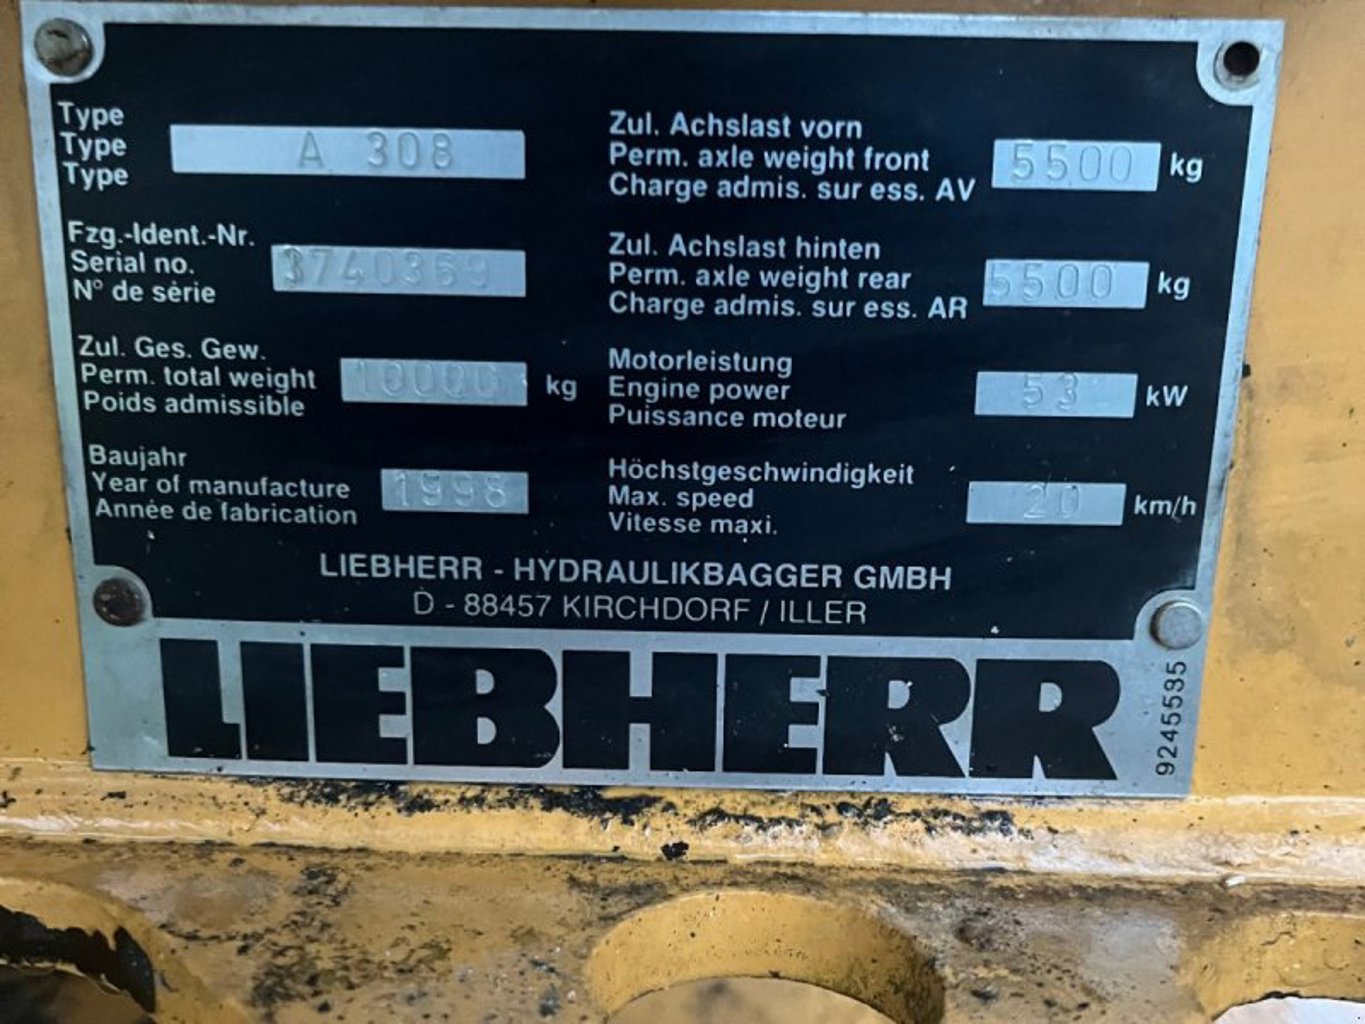 Type
Type A 308
Type
Fzg.-Ident.-Nr.
Serial no. 3740369
N° de série
Zul. Ges. Gew.
Perm. total weight 10000 kg
Poids admissible
Baujahr
Year of manufacture 1998
Année de fabrication
Zul. Achslast vorn
Perm. axle weight front 5500 kg
Charge admis. sur ess. AV
Zul. Achslast hinten
Perm. axle weight rear 5500 kg
Charge admis. sur ess. AR
Motorleistung
Engine power 53 kW
Puissance moteur
Höchstgeschwindigkeit
Max. speed 20 km/h
Vitesse maxi.
LIEBHERR - HYDRAULIKBAGGER GMBH
D - 88457 KIRCHDORF / ILLER
LIEBHERR
9245535